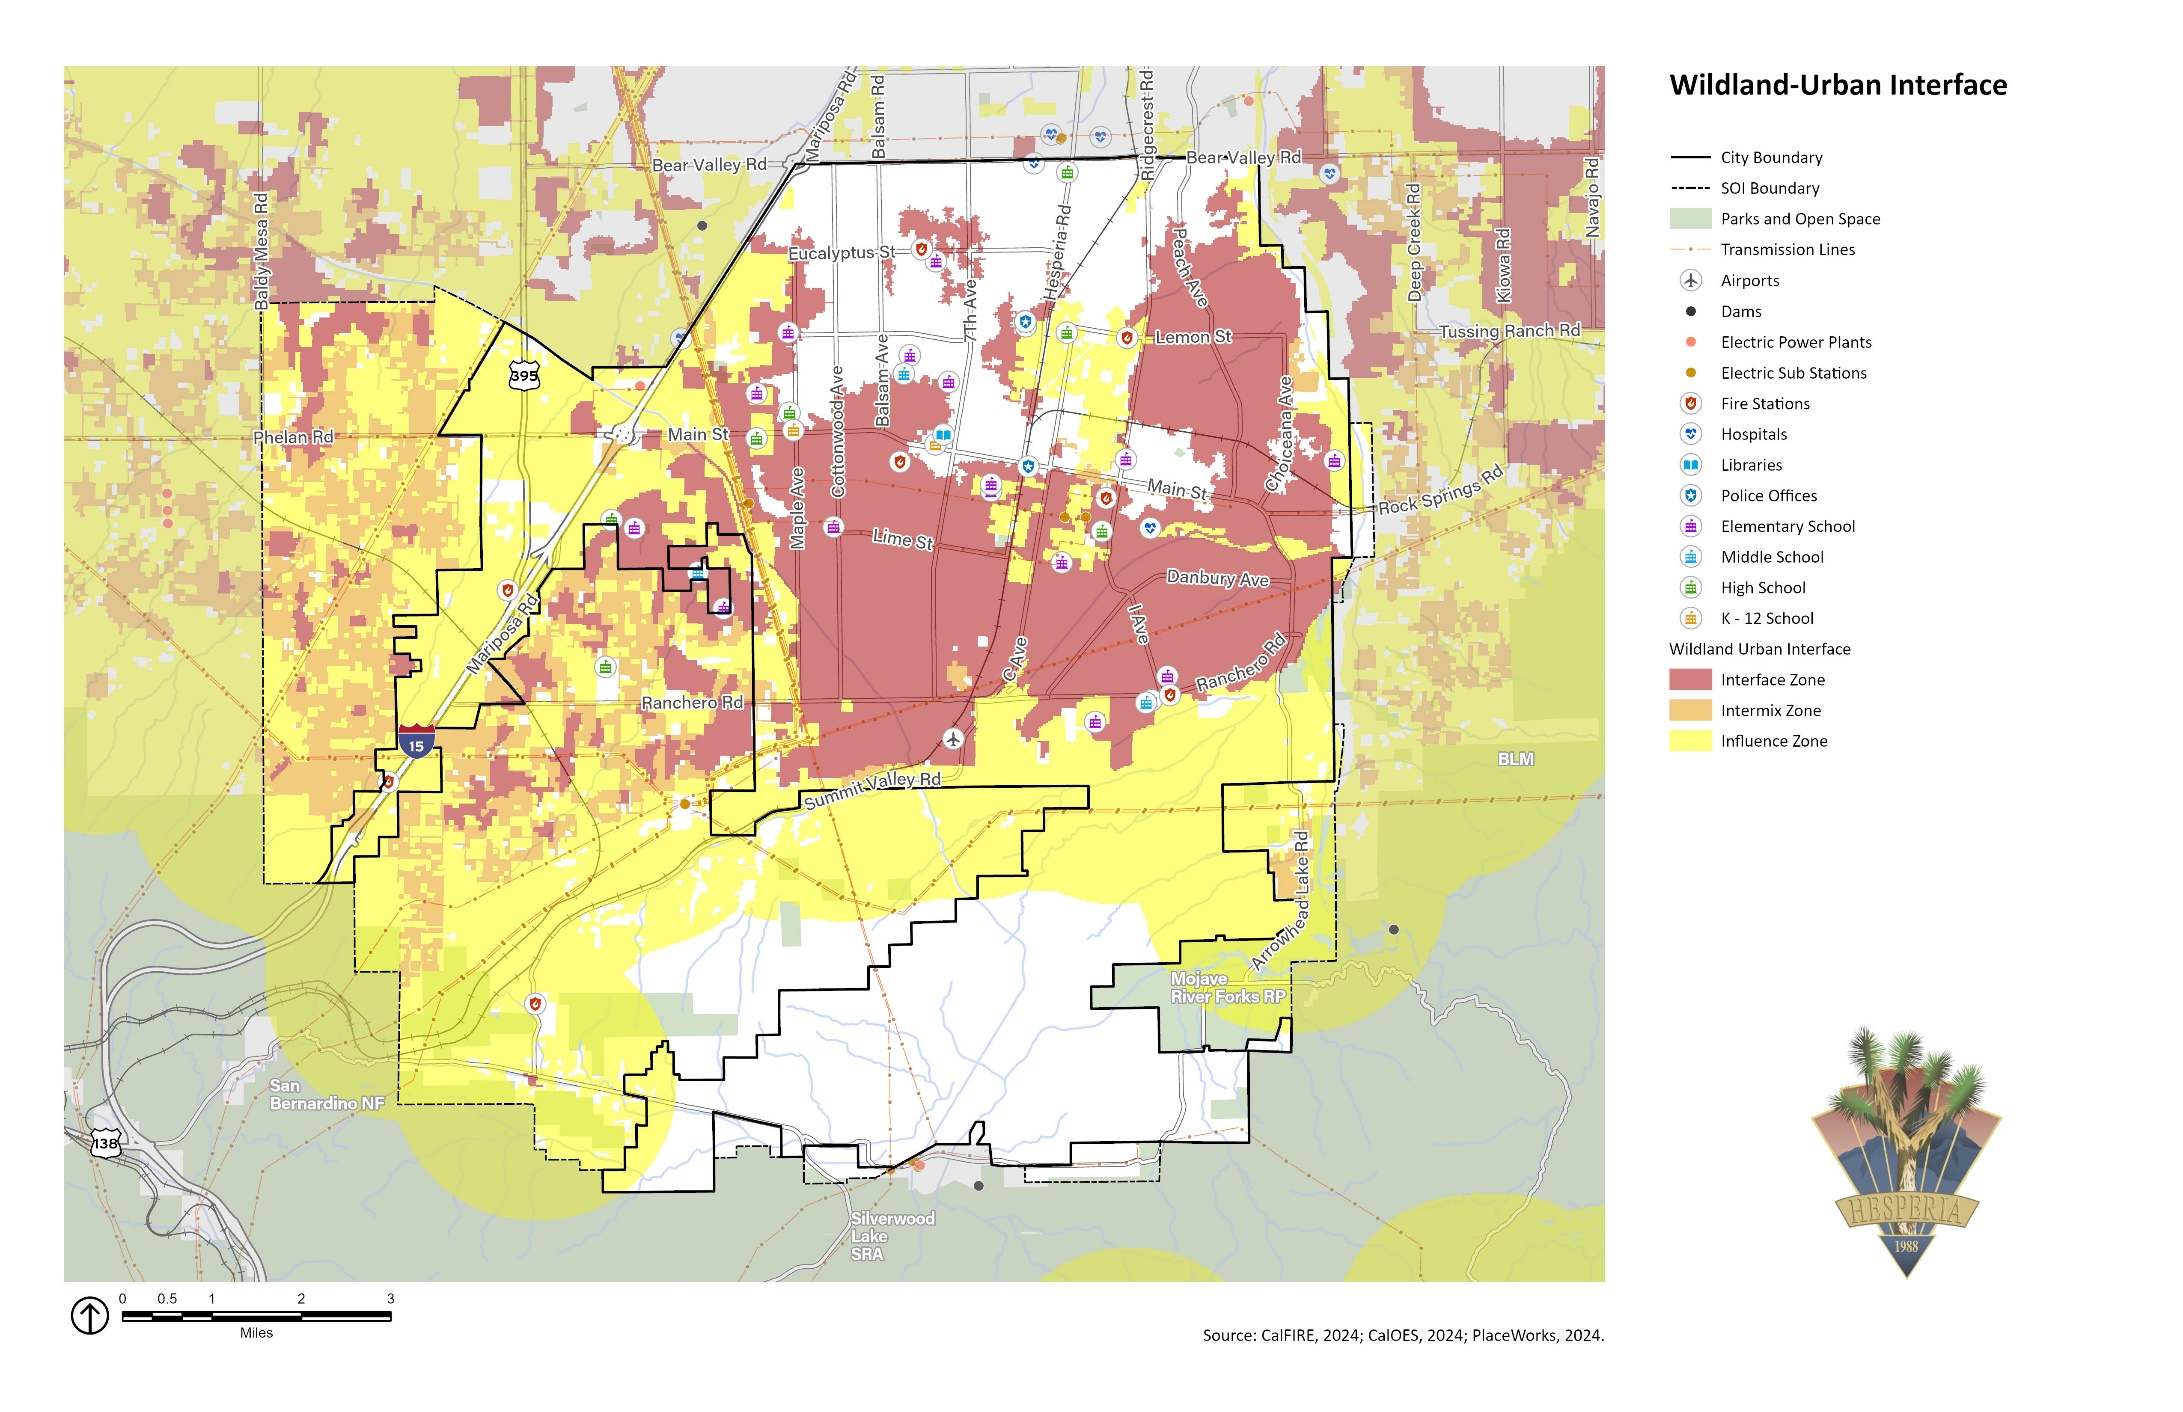 Wildland-Urban Interface
City Boundary
SOI Boundary
Parks and Open Space
Transmission Lines
Airports
Dams
Electric Power Plants
Electric Sub Stations
Fire Stations
Hospitals
Libraries
Police Offices
Elementary School
Middle School
High School
K - 12 School
Wildland Urban Interface
Interface Zone
Intermix Zone
Influence Zone
Mariposa Rd
Balsam Rd
Ridgecrest Rd
Bear Valley Rd
Bear Valley Rd
Navajo Rd
Baldy Mesa Rd
Deep Creek Rd
Kiowa Rd
Eucalyptus St
Hesperia Rd
Peach Ave
7Th Ave
Lemon St
Tussing Ranch Rd
395
Balsam Ave
Cottonwood Ave
Choiceana Ave
Phelan Rd
Main St
Maple Ave
Main St
Rock Springs Rd
Lime St
Danbury Ave
I Ave
Mariposa Rd
C Ave
Ranchero Rd
Ranchero Rd
15
BLM
Summit Valley Rd
Arrowhead Lake Rd
Mojave
River Forks RP
San
Bernardino NF
138
Silverwood
Lake
SRA
HESPERIA
1988
0 0.5 1 2 3
Miles
Source: CalFIRE, 2024; CalOES, 2024; PlaceWorks, 2024.